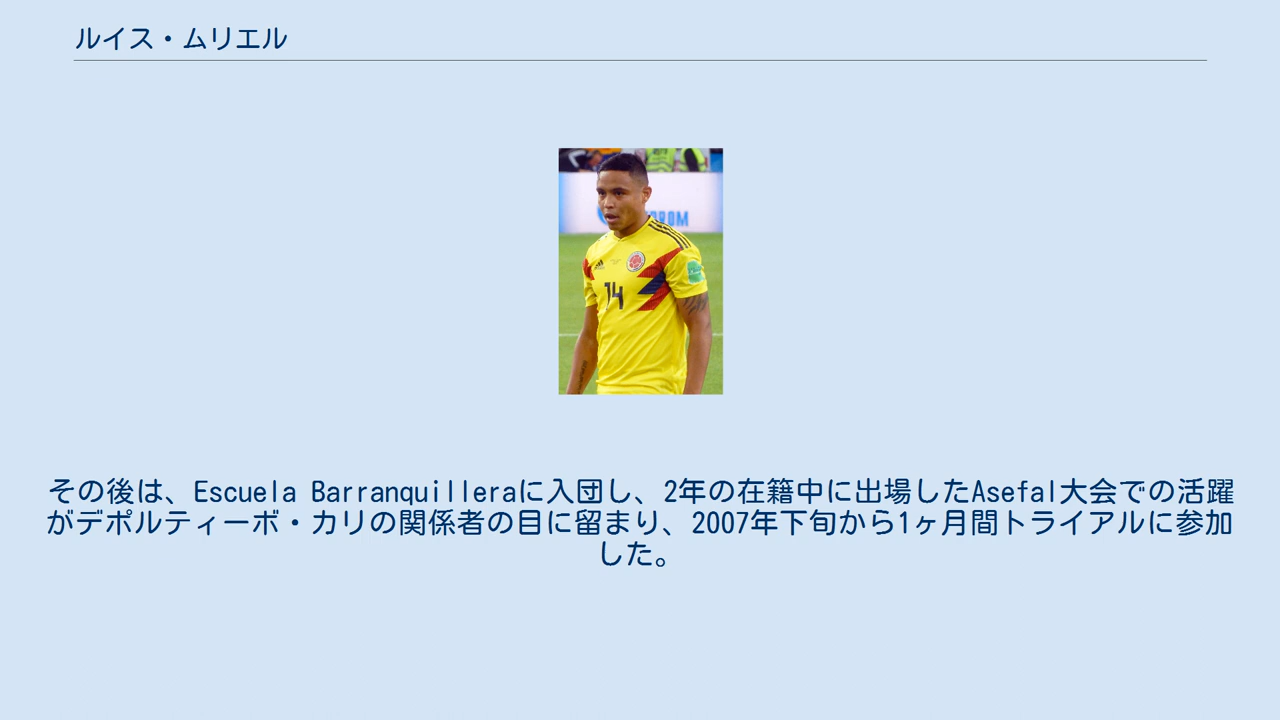 ルイス・ムリエル
ROM
14
その後は、Escuela Barranquilleraに入団し、2年の在籍中に出場したAsefal大会での活躍
がデポルティーボ・カリの関係者の目に留まり、2007年下旬から1ヶ月間トライアルに参加
した。